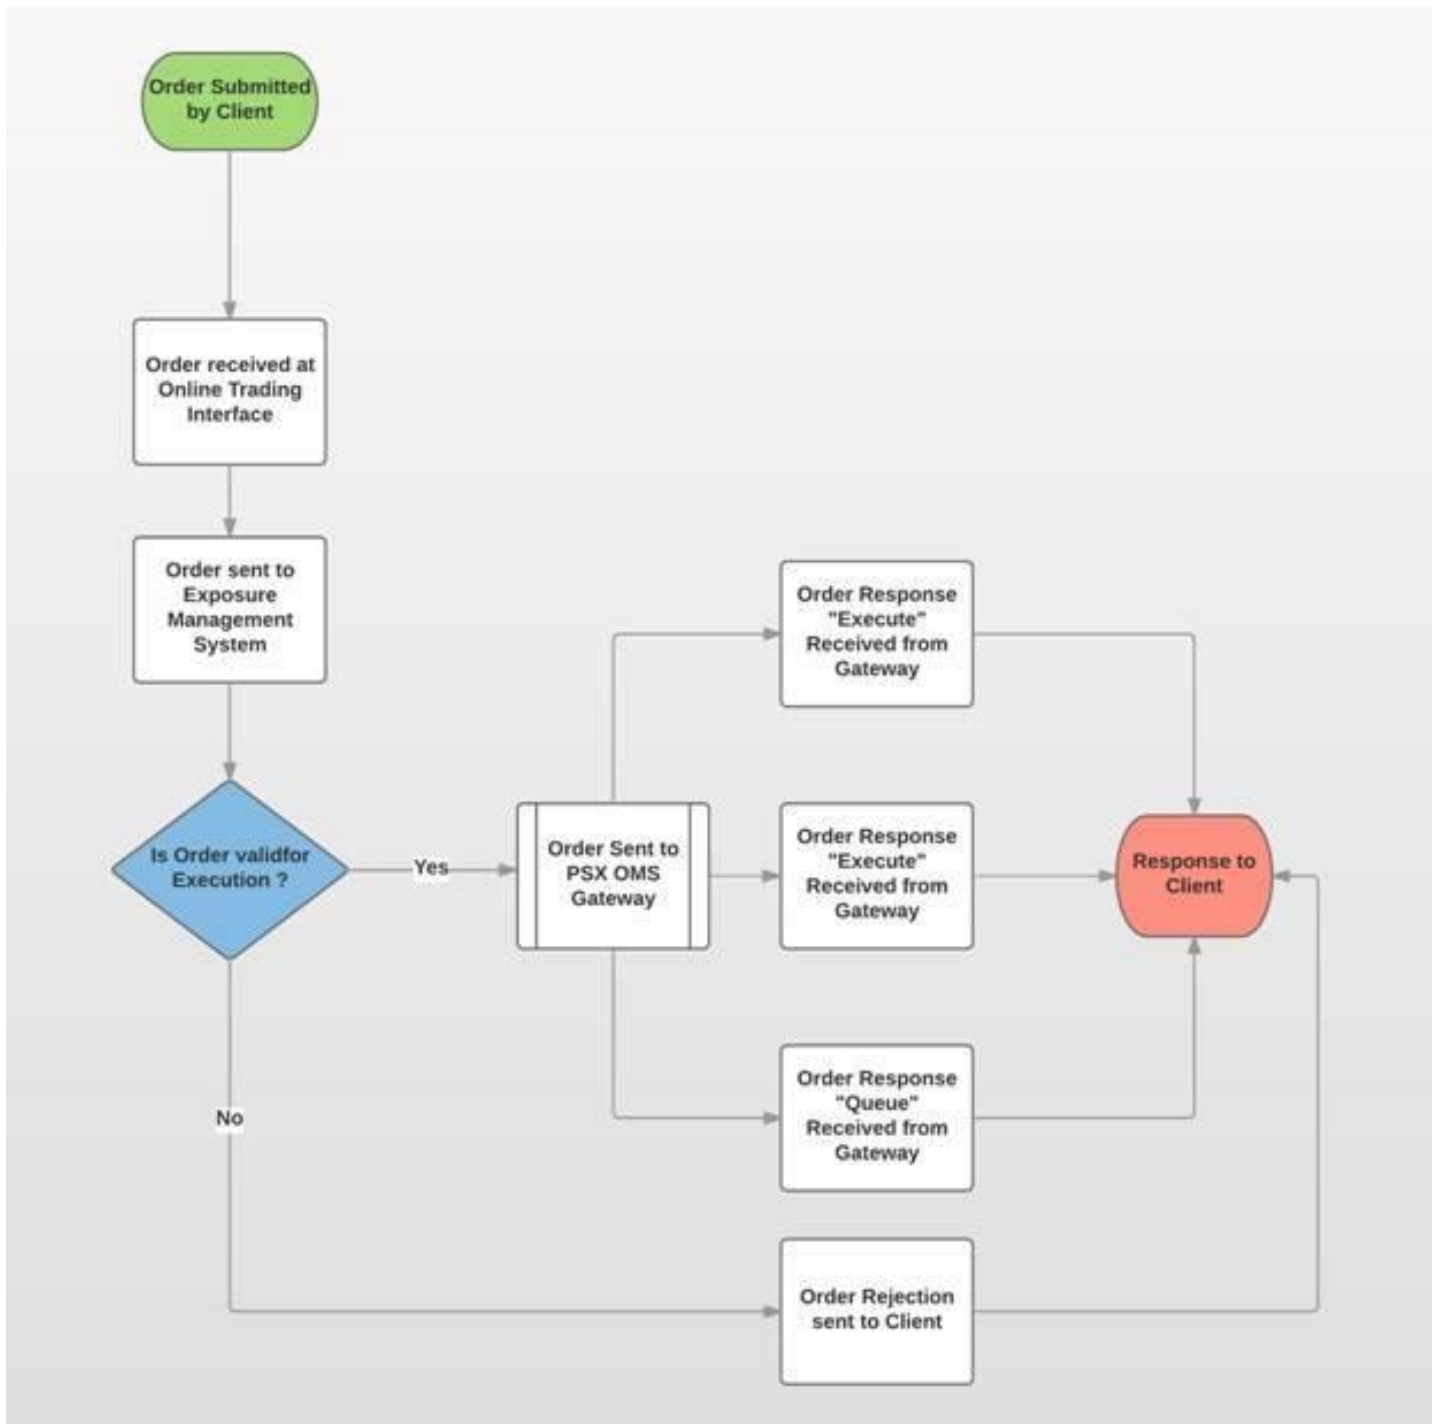 Order Submitted
by Client
Order received at
Online Trading
Interface
Order sent to
Exposure
Management
System
Is Order validfor
Execution ?
Yes
No
Order Sent to
PSX OMS
Gateway
Order Response
"Execute"
Received from
Gateway
Order Response
"Execute"
Received from
Gateway
Order Response
"Queue"
Received from
Gateway
Order Rejection
sent to Client
Response to
Client